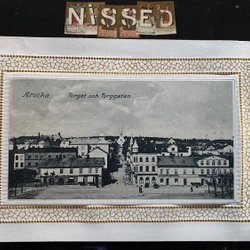 NISSED
Arvika. Torget och Torggatan